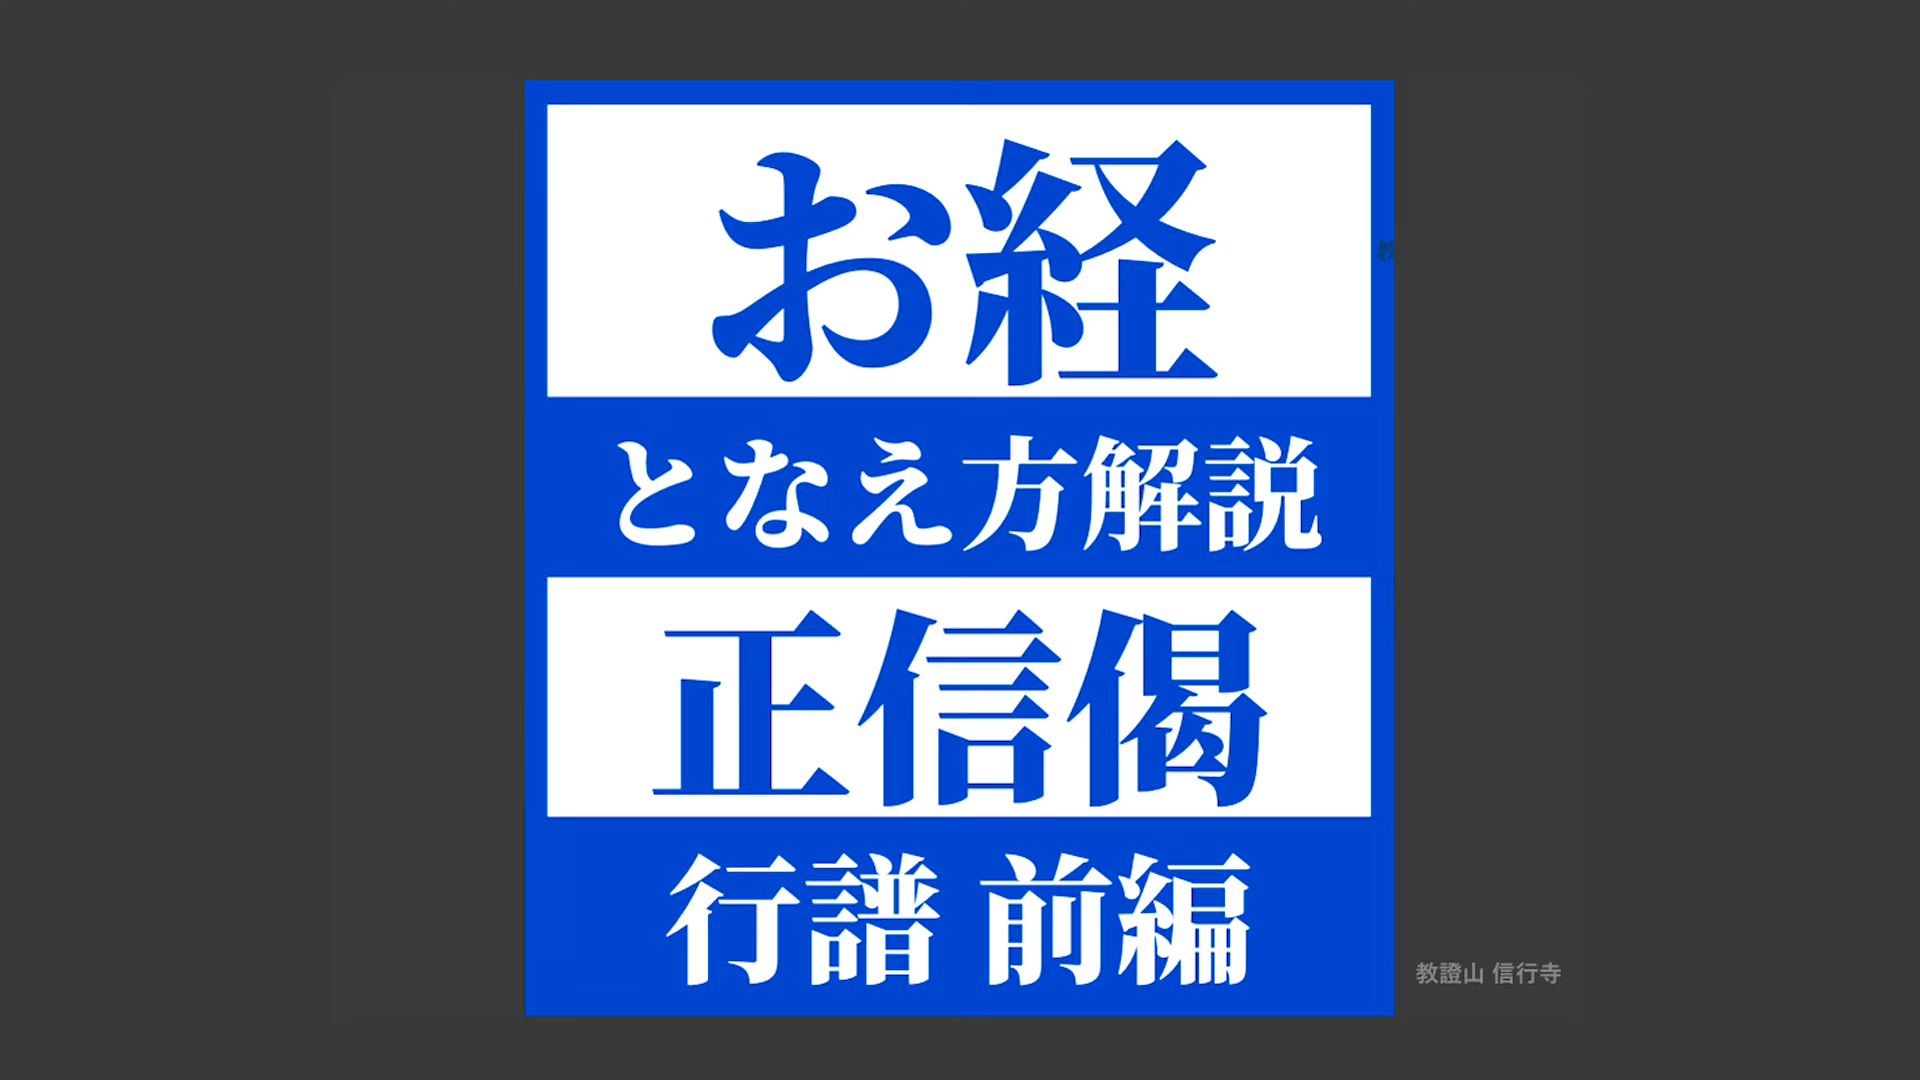 お経
となえ方解説
正信偈
行譜 前編
教證山 信行寺